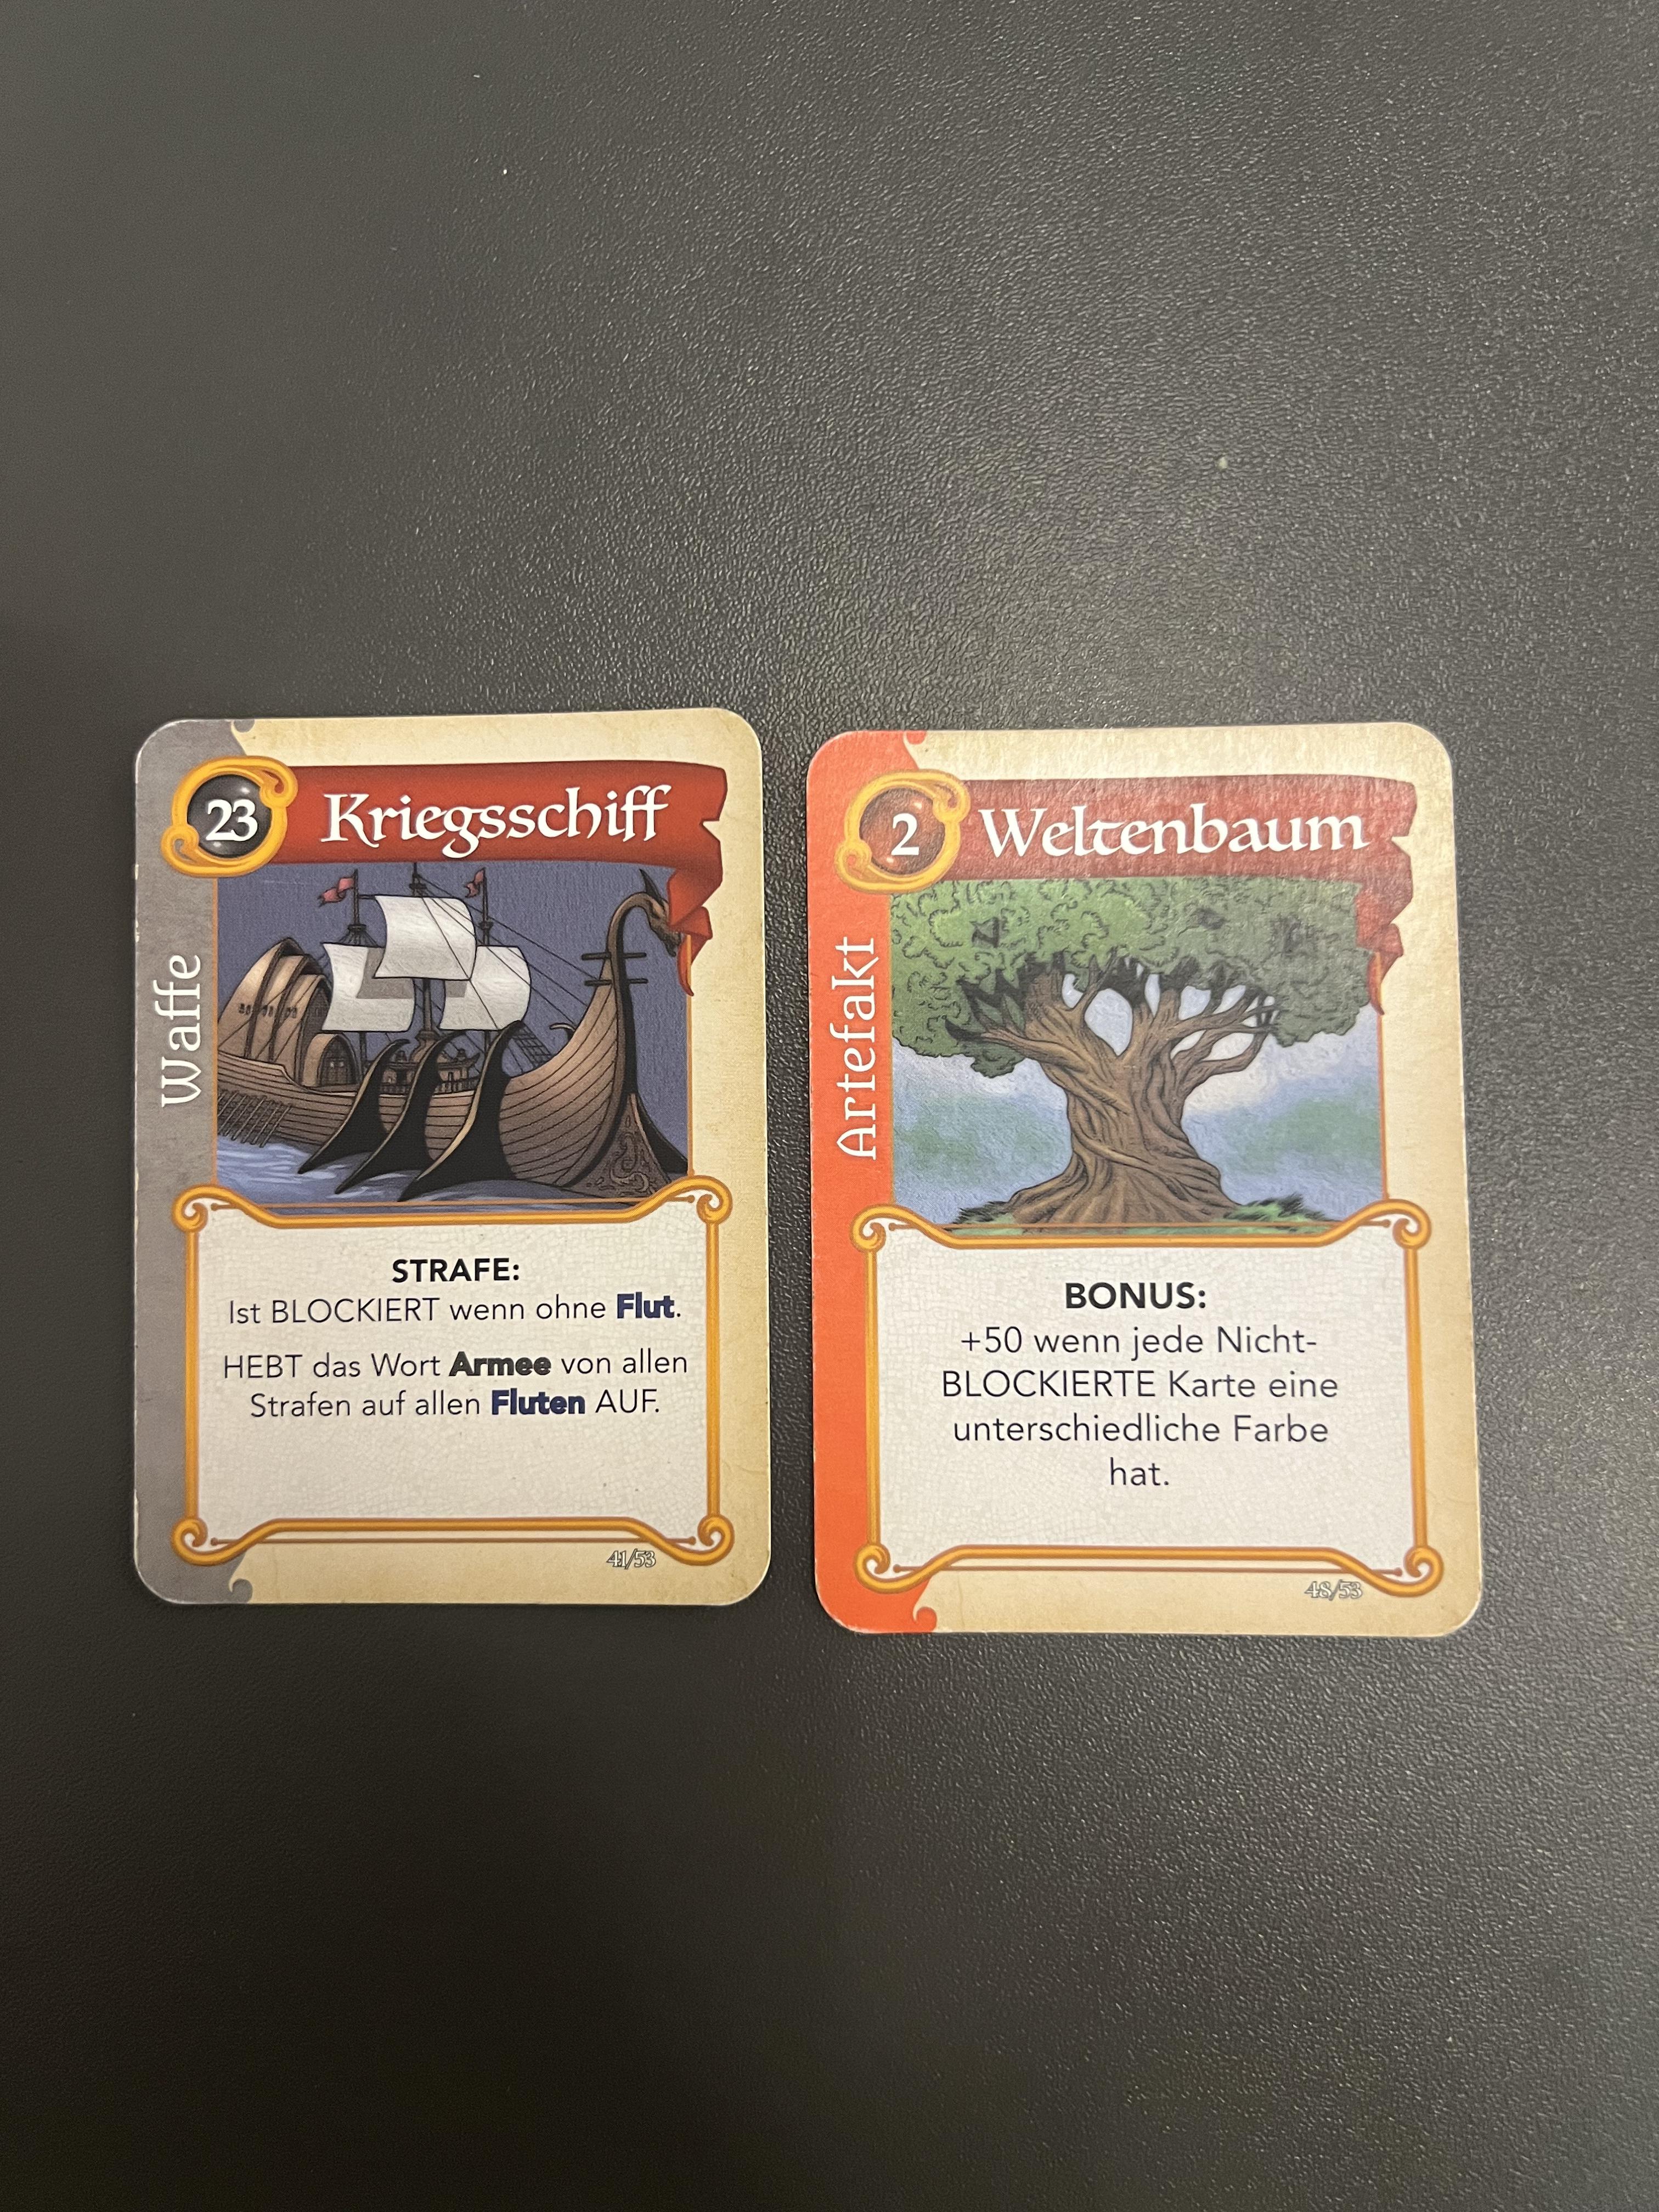 23
Kriegsschiff
Waffe
STRAFE:
Ist BLOCKIERT wenn ohne Flut.
HEBT das Wort Armee von allen
Strafen auf allen Fluten AUF.
41/53
2
Weltenbaum
Artefakt
BONUS:
+50 wenn jede Nicht-
BLOCKIERTE Karte eine
unterschiedliche Farbe
hat.
48/53